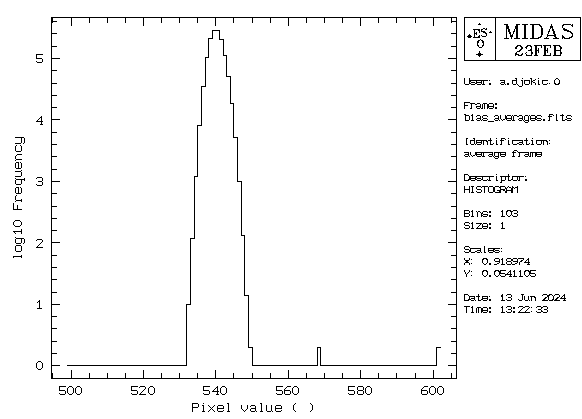 5
4
3
2
1
0
log10 Frequency
500
520
540
560
580
600
Pixel value ( )
ESO
MIDAS
23FEB
User: a.djokic.0
Frame:
bias_averages.fits
Identification:
average frame
Descriptor:
HISTOGRAM
Bins: 103
Size: 1
Scales:
X: 0.918974
Y: 0.0541105
Date: 13 Jun 2024
Time: 13:22:33